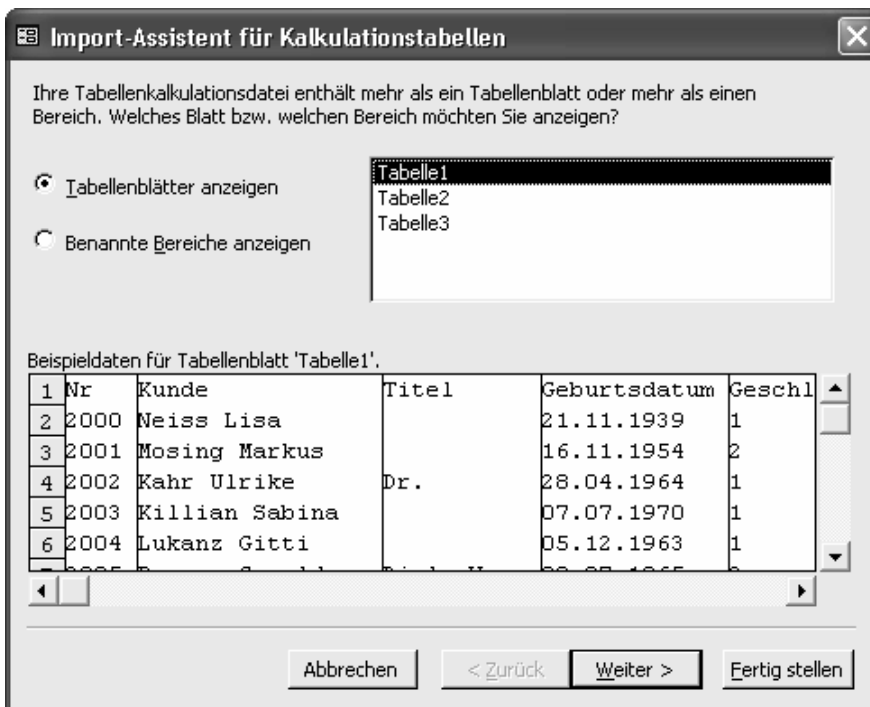 Import-Assistent für Kalkulationstabellen
Ihre Tabellenkalkulationsdatei enthält mehr als ein Tabellenblatt oder mehr als einen
Bereich. Welches Blatt bzw. welchen Bereich möchten Sie anzeigen?
Tabellenblätter anzeigen
Benannte Bereiche anzeigen
Tabelle1
Tabelle2
Tabelle3
Beispieldaten für Tabellenblatt 'Tabelle1'.
1 Nr Kunde Titel Geburtsdatum Geschl
2 2000 Neiss Lisa 21.11.1939 1
3 2001 Mosing Markus 16.11.1954 2
4 2002 Kahr Ulrike Dr. 28.04.1964 1
5 2003 Killian Sabina 07.07.1970 1
6 2004 Lukanz Gitti 05.12.1963 1
Abbrechen < Zurück Weiter > Fertig stellen